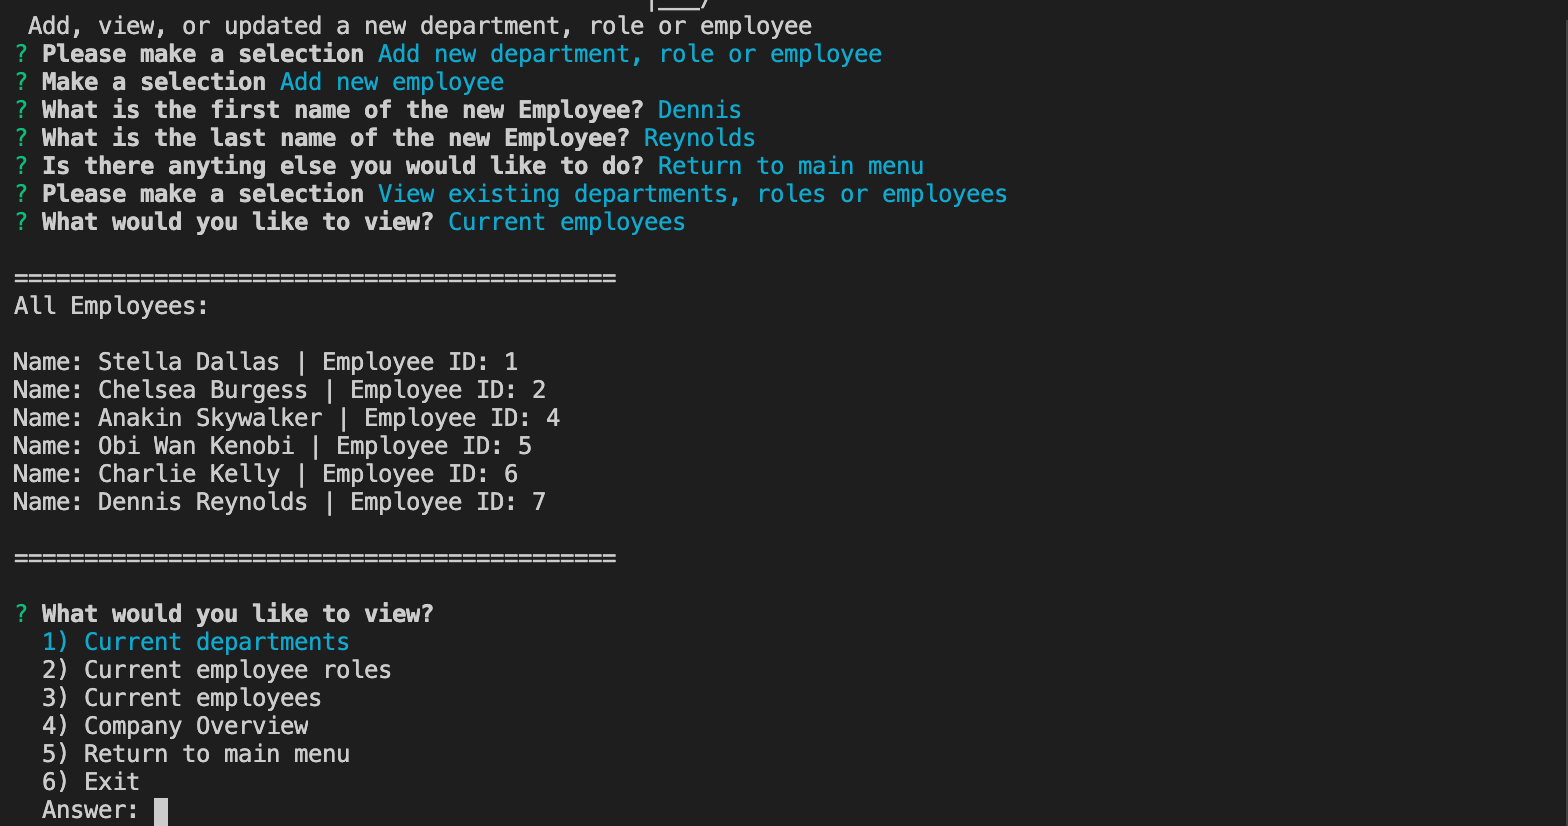 Add, view, or updated a new department, role or employee
? Please make a selection Add new department, role or employee
? Make a selection Add new employee
? What is the first name of the new Employee? Dennis
? What is the last name of the new Employee? Reynolds
? Is there anyting else you would like to do? Return to main menu
? Please make a selection View existing departments, roles or employees
? What would you like to view? Current employees
===========================================
All Employees:
Name: Stella Dallas | Employee ID: 1
Name: Chelsea Burgess | Employee ID: 2
Name: Anakin Skywalker | Employee ID: 4
Name: Obi Wan Kenobi | Employee ID: 5
Name: Charlie Kelly | Employee ID: 6
Name: Dennis Reynolds | Employee ID: 7
===========================================
? What would you like to view?
1) Current departments
2) Current employee roles
3) Current employees
4) Company Overview
5) Return to main menu
6) Exit
Answer: